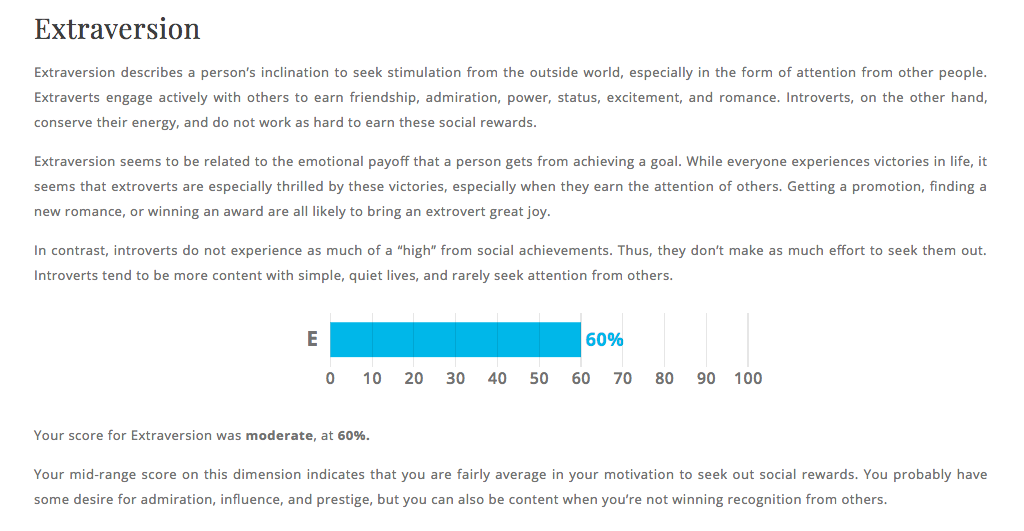 Extraversion
Extraversion describes a person’s inclination to seek stimulation from the outside world, especially in the form of attention from other people.
Extraverts engage actively with others to earn friendship, admiration, power, status, excitement, and romance. Introverts, on the other hand,
conserve their energy, and do not work as hard to earn these social rewards.
Extraversion seems to be related to the emotional payoff that a person gets from achieving a goal. While everyone experiences victories in life, it
seems that extroverts are especially thrilled by these victories, especially when they earn the attention of others. Getting a promotion, finding a
new romance, or winning an award are all likely to bring an extrovert great joy.
In contrast, introverts do not experience as much of a “high” from social achievements. Thus, they don’t make as much effort to seek them out.
Introverts tend to be more content with simple, quiet lives, and rarely seek attention from others.
E 60%
0 10 20 30 40 50 60 70 80 90 100
Your score for Extraversion was moderate, at 60%.
Your mid-range score on this dimension indicates that you are fairly average in your motivation to seek out social rewards. You probably have
some desire for admiration, influence, and prestige, but you can also be content when you’re not winning recognition from others.